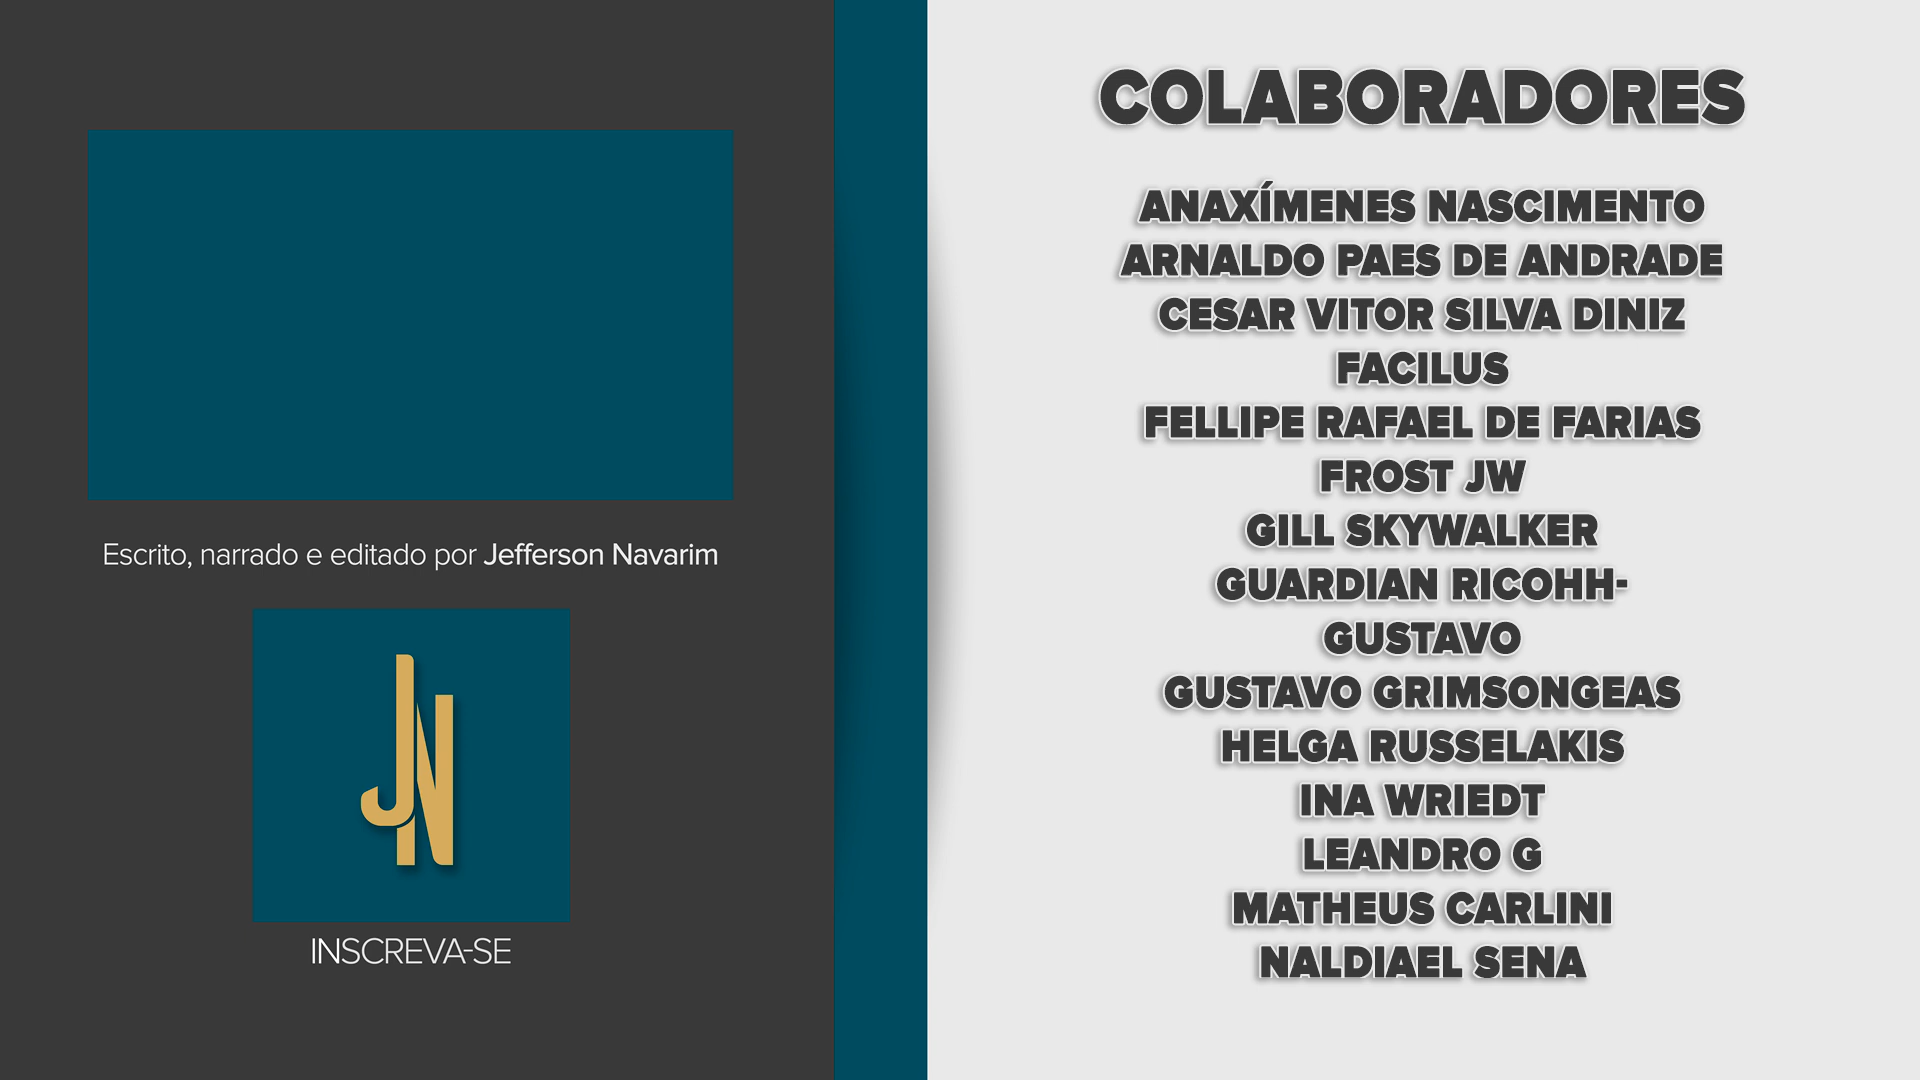 Escrito, narrado e editado por Jefferson Navarim
JN
INSCREVA-SE
COLABORADORES
ANAXÍMENES NASCIMENTO
ARNALDO PAES DE ANDRADE
CESAR VITOR SILVA DINIZ
FACILUS
FELLIPE RAFAEL DE FARIAS
FROST JW
GILL SKYWALKER
GUARDIAN RICOHH-
GUSTAVO
GUSTAVO GRIMSONGEAS
HELGA RUSSELAKIS
INA WRIEDT
LEANDRO G
MATHEUS CARLINI
NALDIAEL SENA